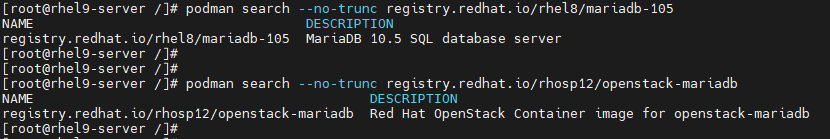 [root@rhel9-server /]# podman search --no-trunc registry.redhat.io/rhel8/mariadb-105
NAME                                     DESCRIPTION
registry.redhat.io/rhel8/mariadb-105  MariaDB 10.5 SQL database server
[root@rhel9-server /]#
[root@rhel9-server /]#
[root@rhel9-server /]# podman search --no-trunc registry.redhat.io/rhosp12/openstack-mariadb
NAME                                          DESCRIPTION
registry.redhat.io/rhosp12/openstack-mariadb  Red Hat OpenStack Container image for openstack-mariadb
[root@rhel9-server /]#